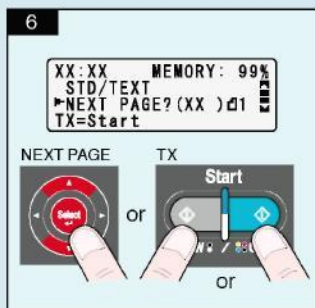 6
XX:XX MEMORY: 99%
STD/TEXT
►NEXT PAGE?(XX )1
TX=Start
NEXT PAGE TX
Start
Select
or
or